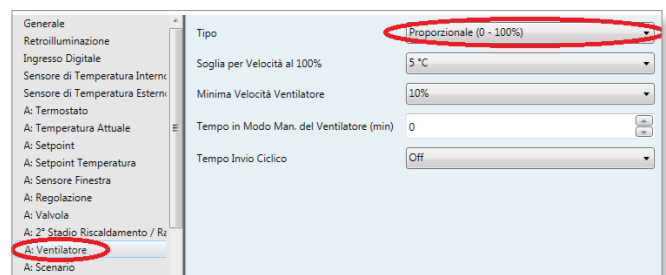 Generale
Retroilluminazione
Ingresso Digitale
Sensore di Temperatura Interno
Sensore di Temperatura Esterno
A: Termostato
A: Temperatura Attuale
A: Setpoint
A: Setpoint Temperatura
A: Sensore Finestra
A: Regolazione
A: Valvola
A: 2° Stadio Riscaldamento / Ra
A: Ventilatore
A: Scenario
Tipo Proporzionale (0 - 100%)
Soglia per Velocità al 100% 5 °C
Minima Velocità Ventilatore 10%
Tempo in Modo Man. del Ventilatore (min) 0
Tempo Invio Ciclico Off